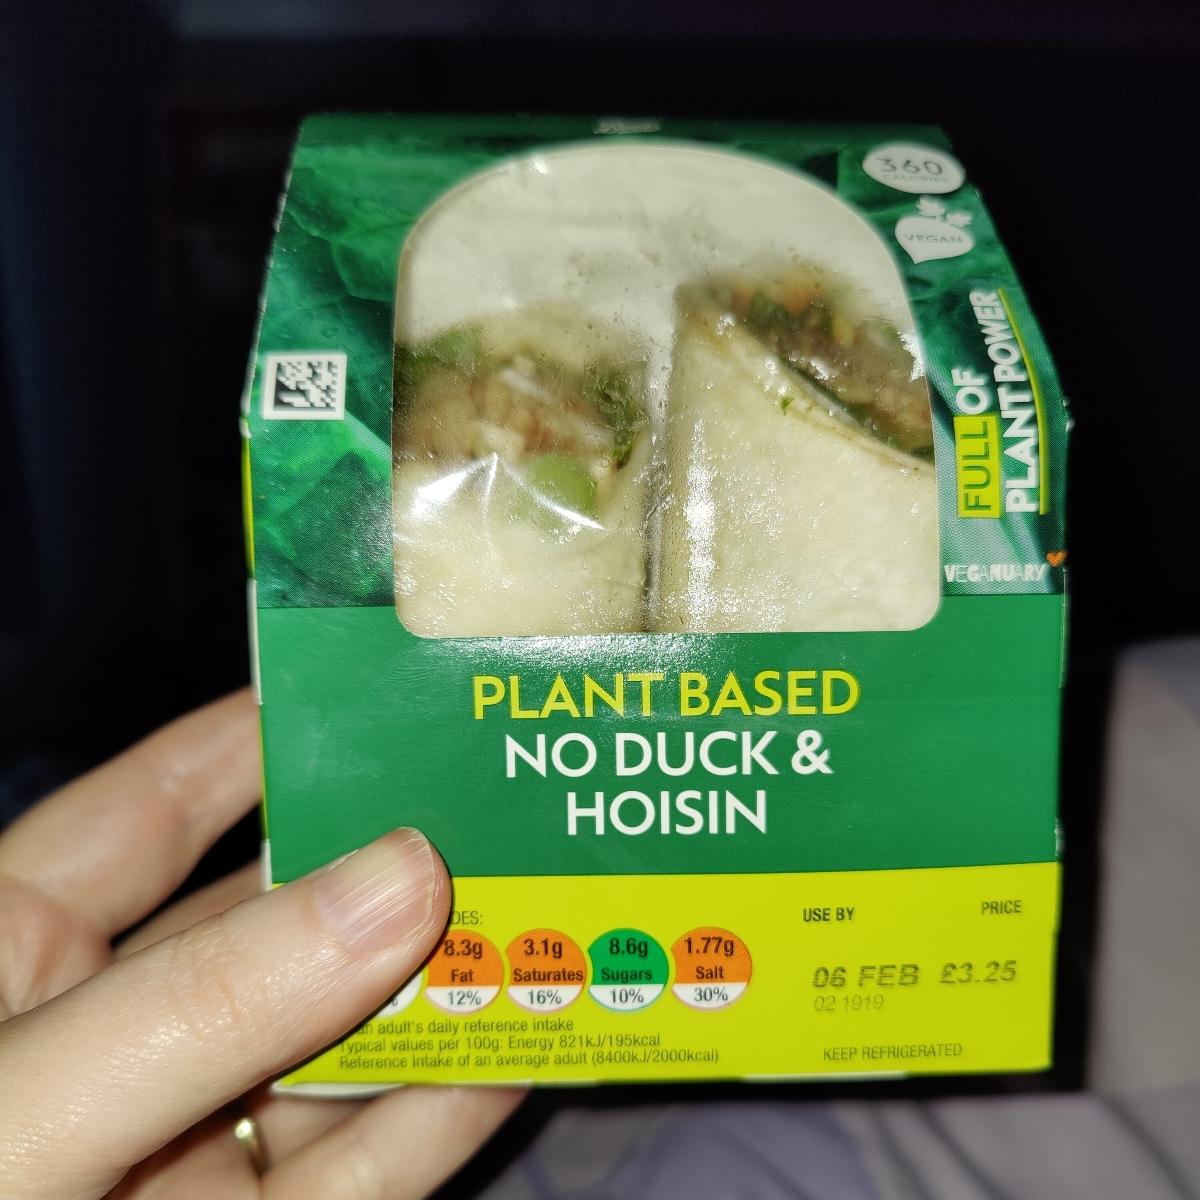 360
CALORIES
VEGAN
FULL OF
PLANT POWER
VEGANUARY
PLANT BASED
NO DUCK &
HOISIN
DES:
8.3g
Fat
12%
3.1g
Saturates
16%
8.6g
Sugars
10%
1.77g
Salt
30%
%
an adult's daily reference intake
Typical values per 100g: Energy 821kJ/195kcal
Reference intake of an average adult (8400kJ/2000kcal)
USE BY
PRICE
06 FEB £3.25
02 1919
KEEP REFRIGERATED